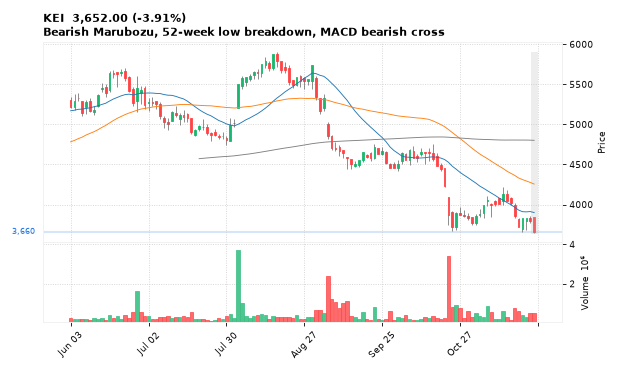 KEI 3,652.00 (-3.91%)
Bearish Marubozu, 52-week low breakdown, MACD bearish cross
6000
5500
5000
4500
4000
Price
3,660
4
2
Volume 10⁶
Jun 03
Jul 02
Jul 30
Aug 27
Sep 25
Oct 27